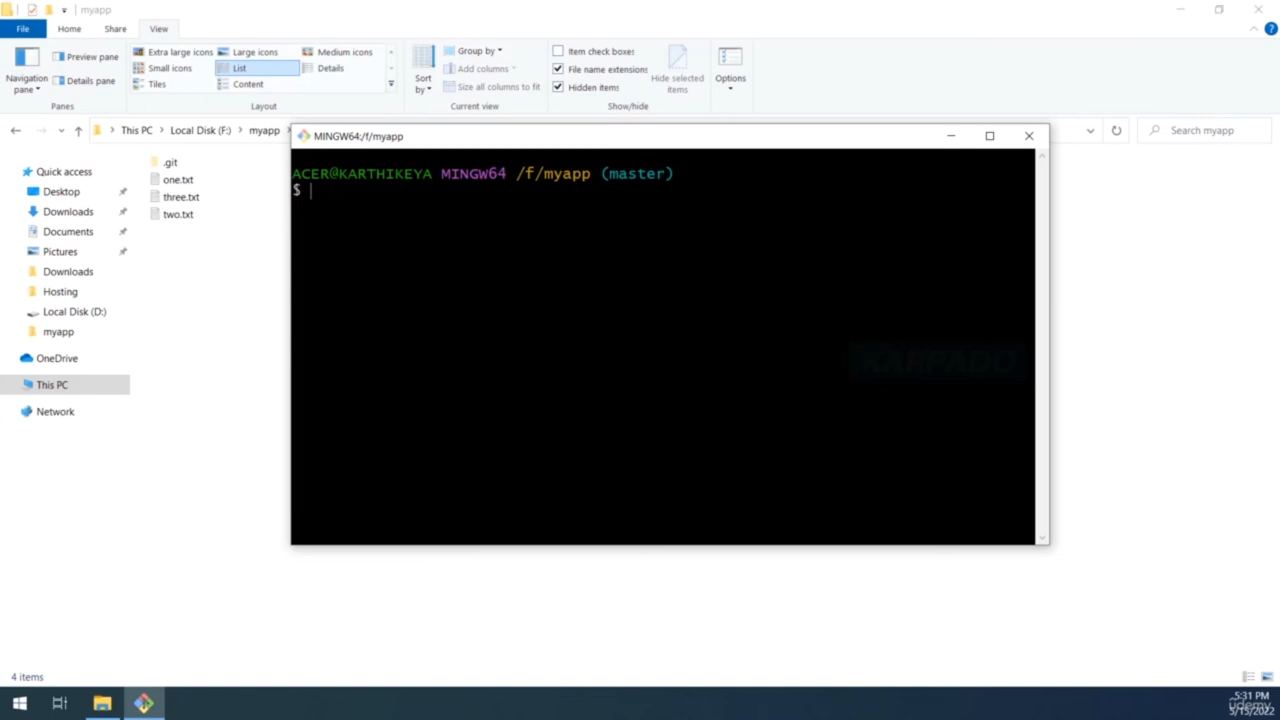 myapp
File Home Share View
Navigation pane
Preview pane
Details pane
Panes
Extra large icons Large icons Medium icons
Small icons List Details
Tiles Content
Layout
Sort by
Group by
Add columns
Size all columns to fit
Current view
Item check boxes
File name extensions
Hidden items
Hide selected items
Show/hide
Options
This PC Local Disk (F:) myapp
Search myapp
Quick access
Desktop
Downloads
Documents
Pictures
Downloads
Hosting
Local Disk (D:)
myapp
OneDrive
This PC
Network
.git
one.txt
three.txt
two.txt
MINGW64:/f/myapp
ACER@KARTHIKEYA MINGW64 /f/myapp (master)
$
4 items
5:31 PM
5/15/2022
udemy